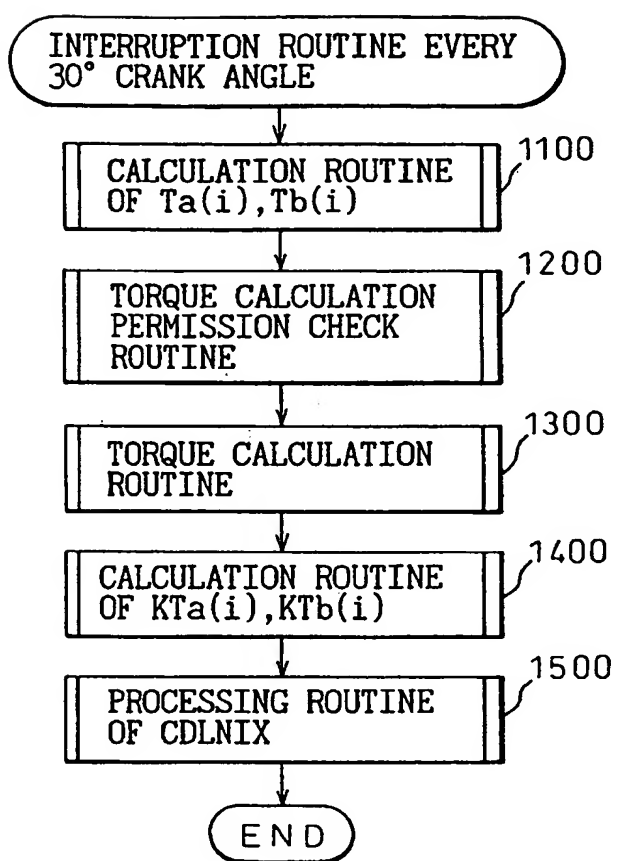 INTERRUPTION ROUTINE EVERY
30° CRANK ANGLE
1100
CALCULATION ROUTINE
OF Ta(i),Tb(i)
1200
TORQUE CALCULATION
PERMISSION CHECK
ROUTINE
1300
TORQUE CALCULATION
ROUTINE
1400
CALCULATION ROUTINE
OF KTa(i),KTb(i)
1500
PROCESSING ROUTINE
OF CDLNIX
END